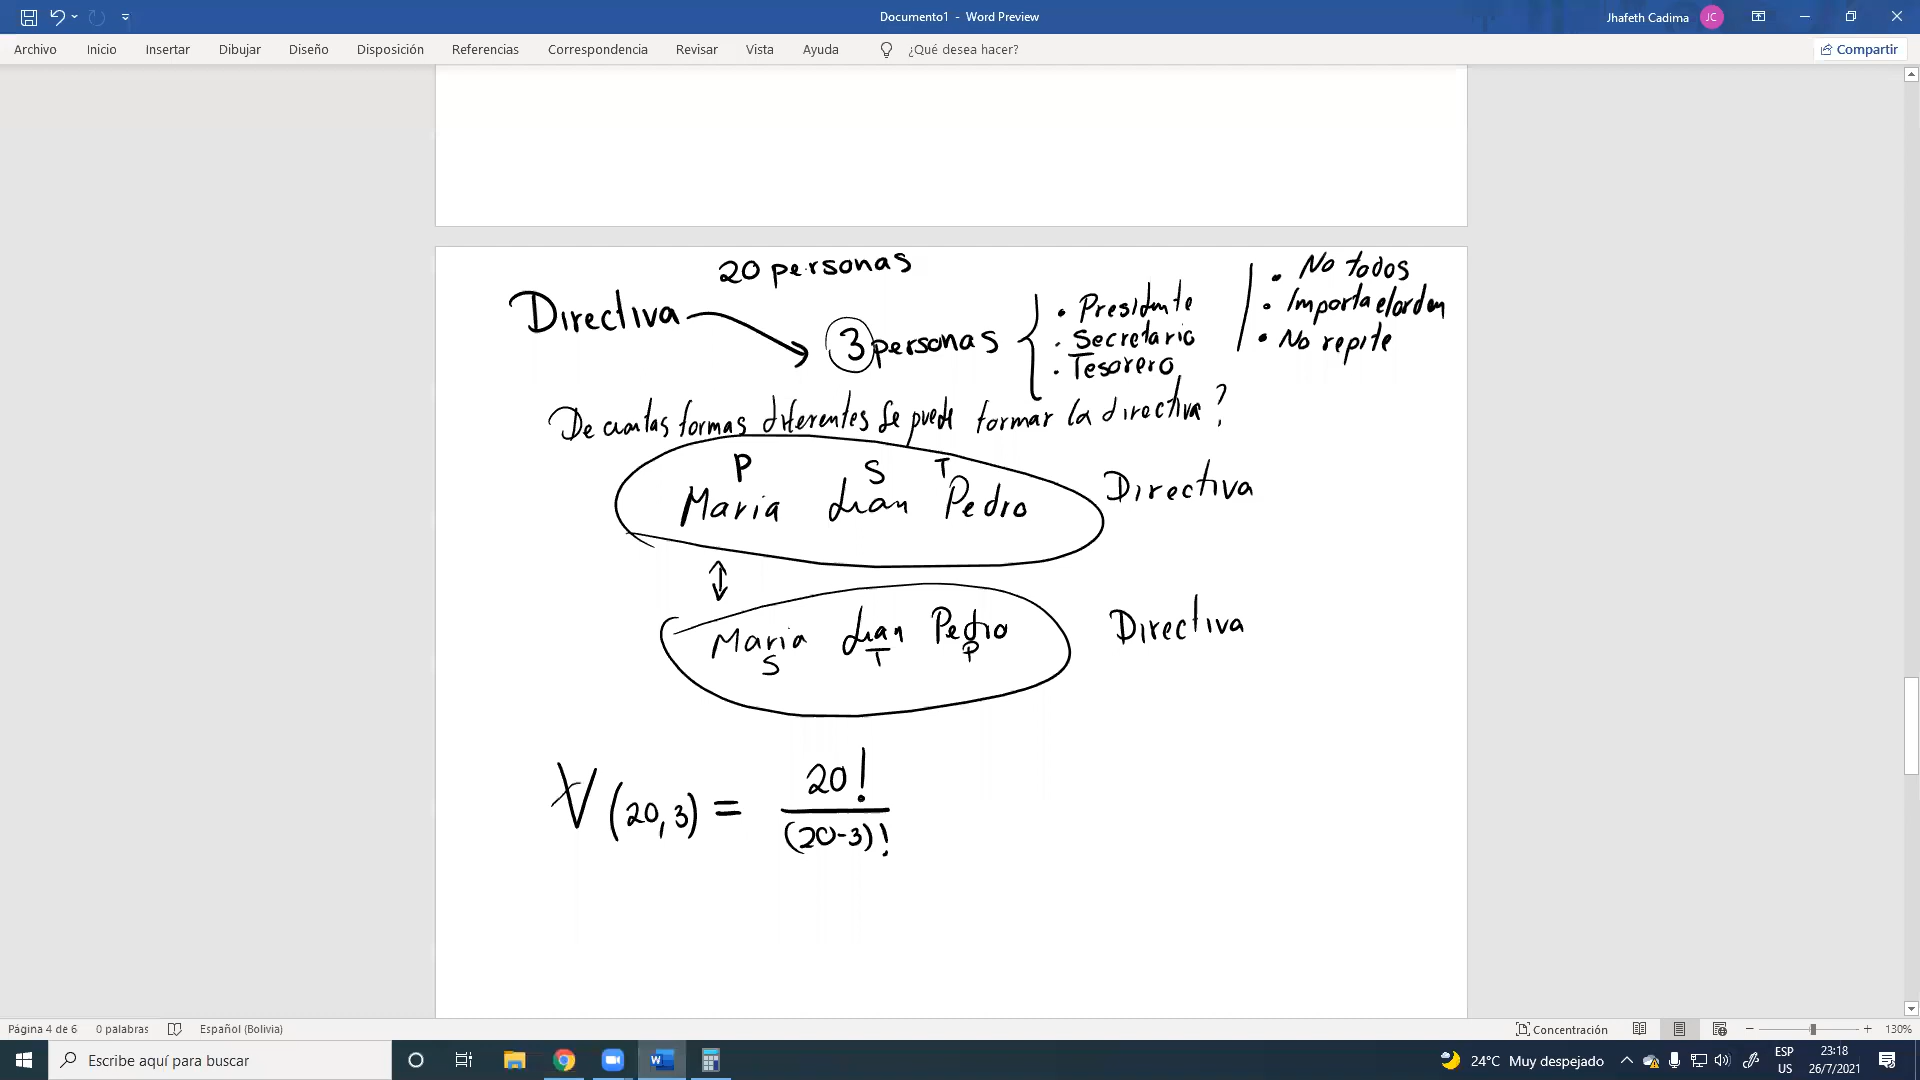 Documento1 - Word Preview
Jhafeth Cadima
JC
Archivo Inicio Insertar Dibujar Diseño Disposición Referencias Correspondencia Revisar Vista Ayuda ¿Qué desea hacer? Compartir
20 personas
Directiva
3 personas
• Presidente
• Secretario
• Tesorero
• No todos
• Importa el orden
• No repite
De cuantas formas diferentes se puede formar la directiva?
P S T
Maria Juan Pedro
Directiva
Maria Juan Pedro
S T P
Directiva
V (20, 3) = 20! / (20-3)!
Página 4 de 6 0 palabras Español (Bolivia) Concentración 130%
Escribe aquí para buscar
24°C Muy despejado
ESP
US
23:18
26/7/2021